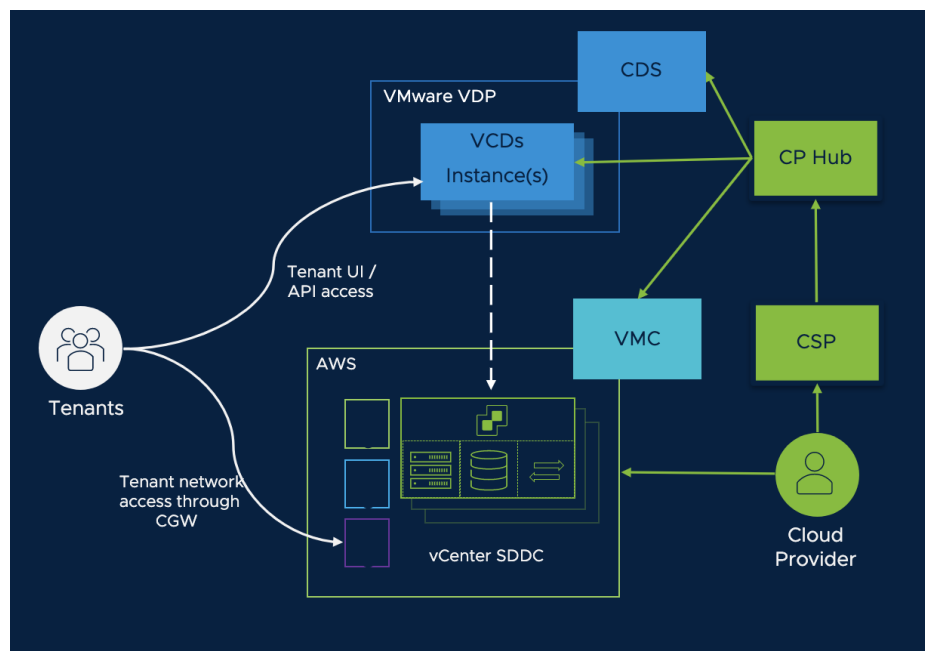 CDS
VMware VDP
VCDs
Instance(s)
CP Hub
Tenant UI /
API access
VMC
CSP
AWS
Tenants
Tenant network
access through
CGW
vCenter SDDC
Cloud
Provider